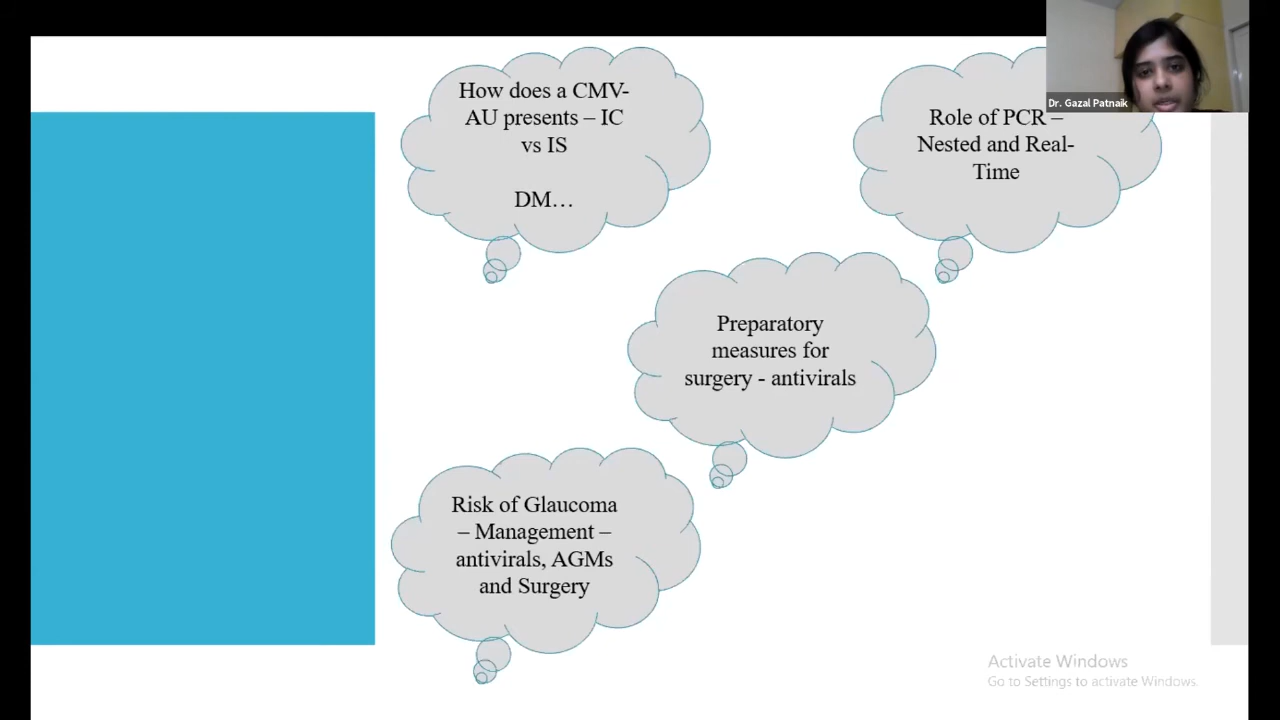 How does a CMV-
AU presents – IC
vs IS
DM…
Dr. Gazal Patnaik
Role of PCR –
Nested and Real-
Time
Preparatory
measures for
surgery - antivirals
Risk of Glaucoma
– Management –
antivirals, AGMs
and Surgery
Activate Windows
Go to Settings to activate Windows.